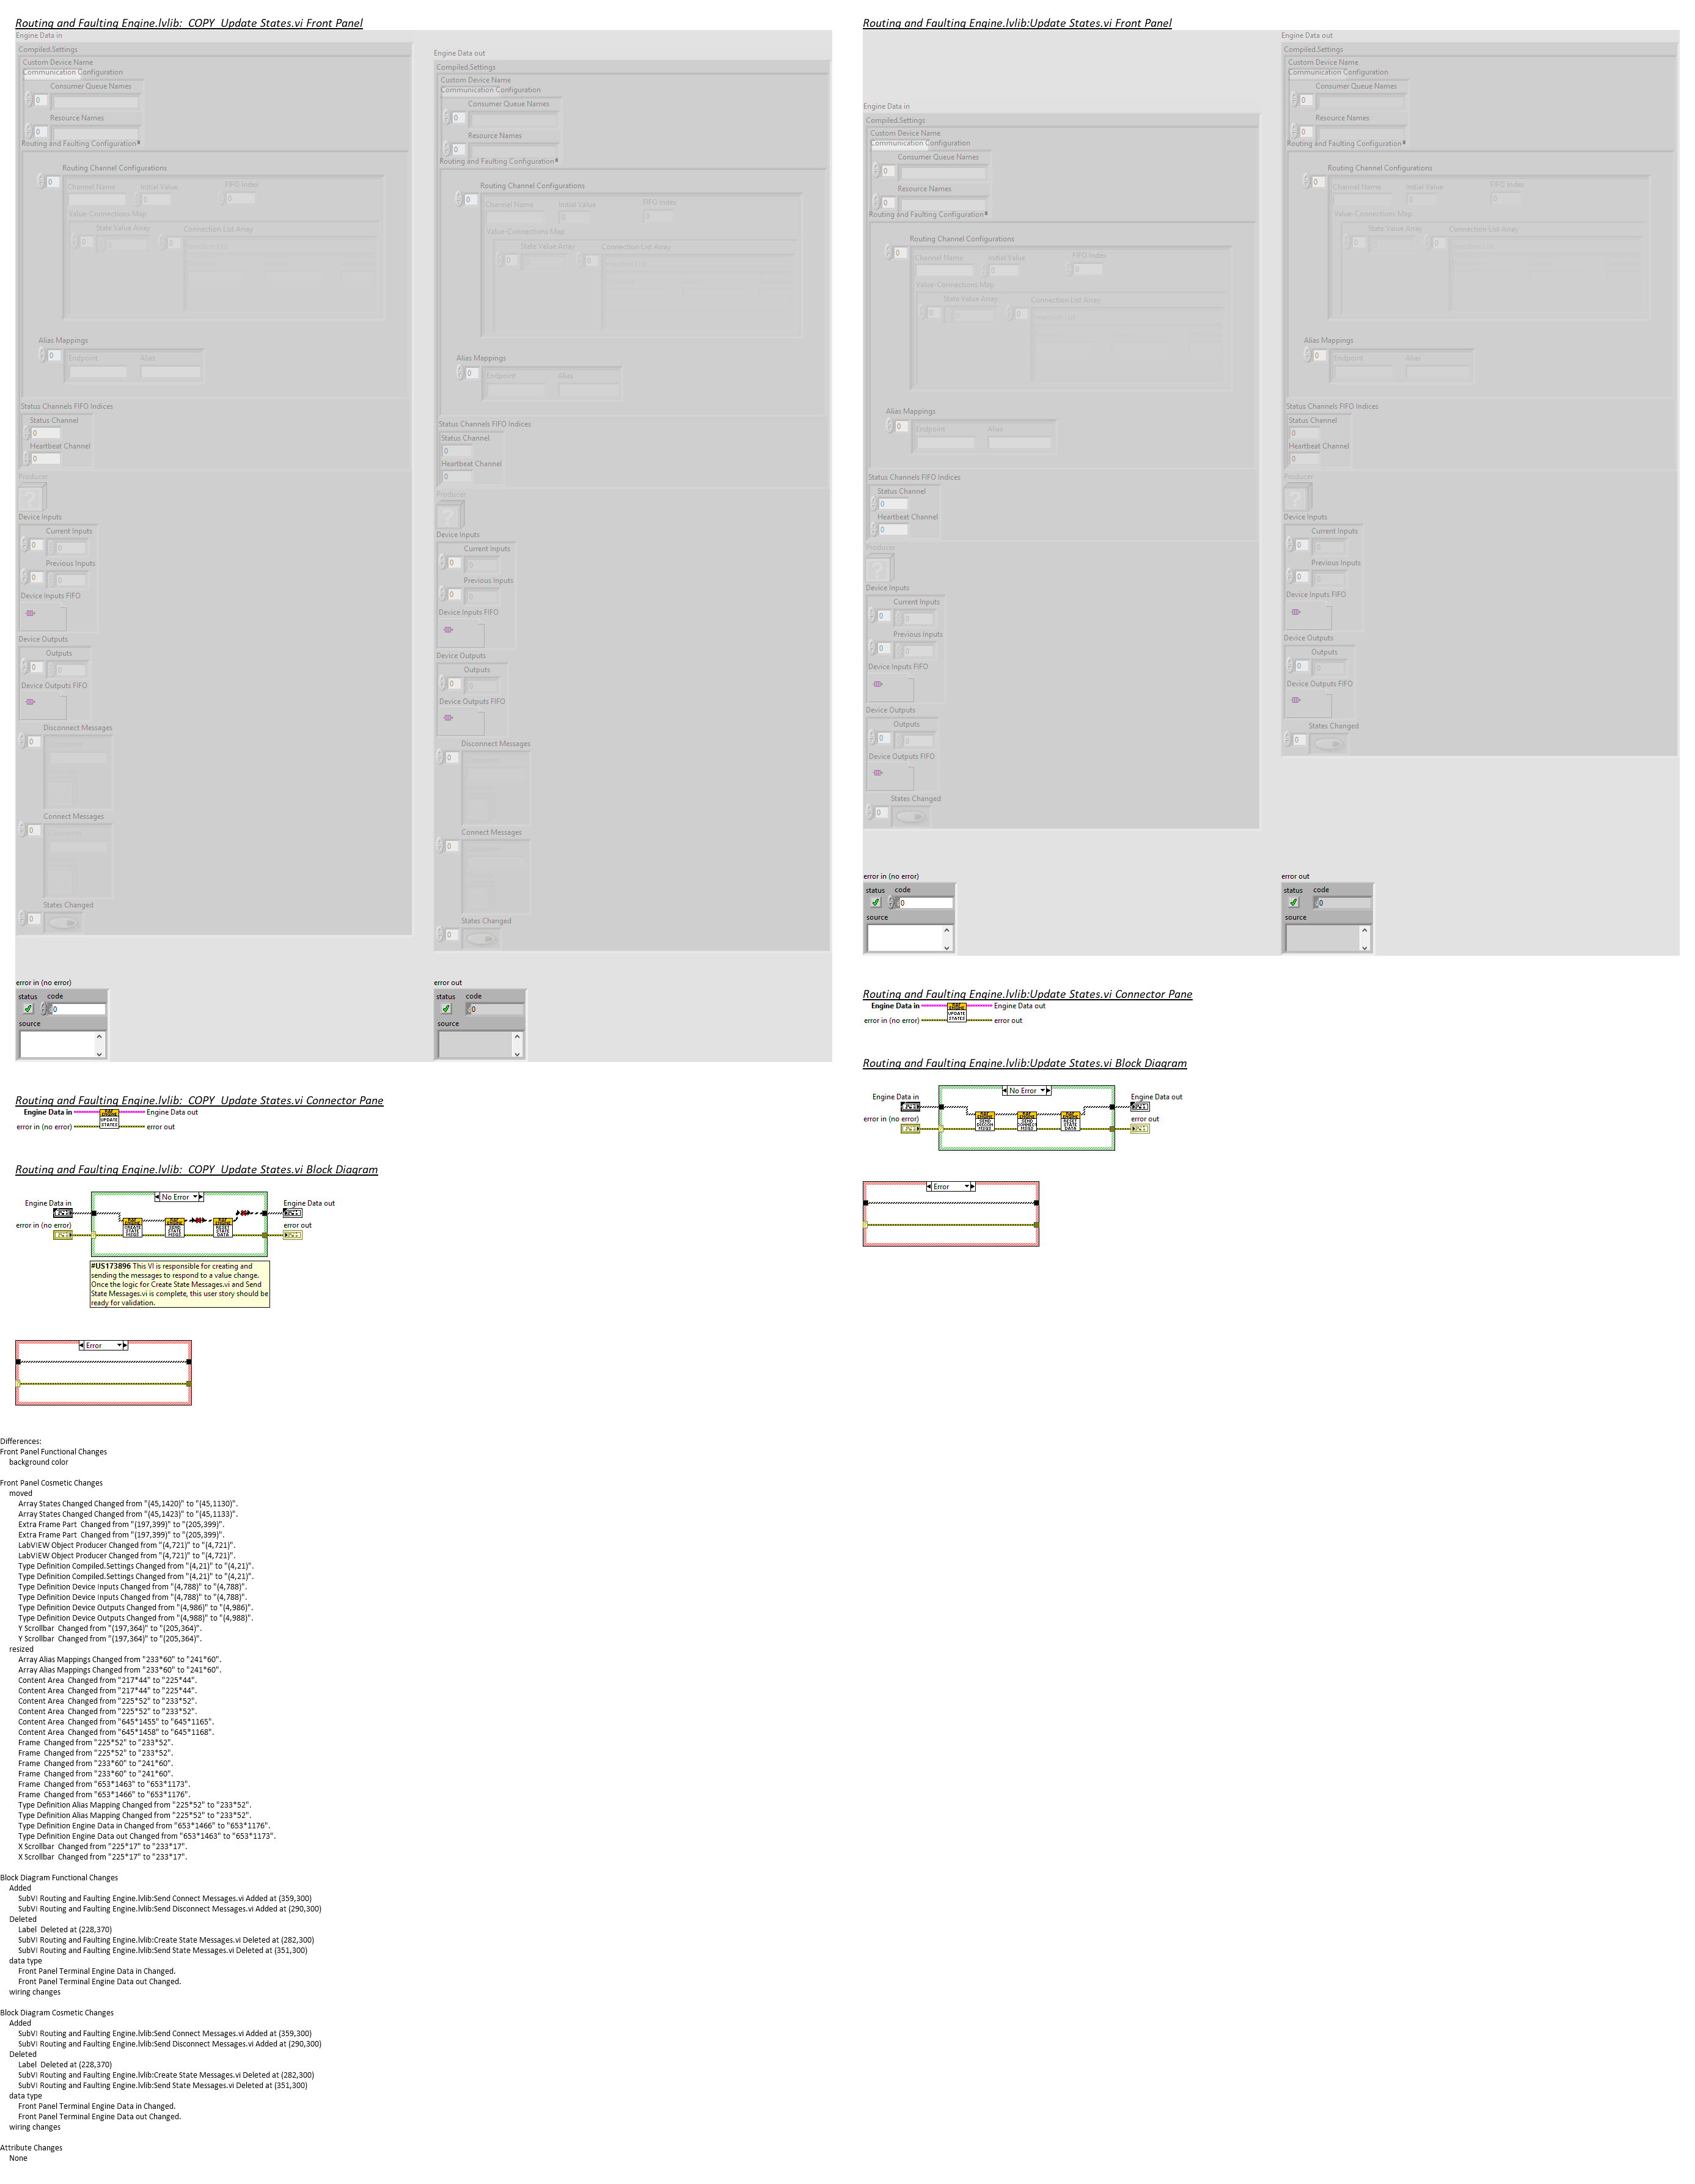 Routing and Faulting Engine.lvlib:_COPY_Update States.vi Front Panel
Engine Data in
Compiled.Settings
Custom Device Name
Communication Configuration
Consumer Queue Names
0
Resource Names
0
Routing and Faulting Configuration
Routing Channel Configurations
0
Channel Name Initial Value FIFO Index
0 0
Value-Connections Map
State Value Array Connection List Array
0 0
Alias Mappings
0
Endpoint Alias
Status Channels FIFO Indices
Status Channel
0
Heartbeat Channel
0
Producer
?
Device Inputs
Current Inputs
0 0
Previous Inputs
0 0
Device Inputs FIFO
Device Outputs
Outputs
0 0
Device Outputs FIFO
Disconnect Messages
0
Connect Messages
0
States Changed
0
error in (no error)
status code
0
source
Engine Data out
Compiled.Settings
Custom Device Name
Communication Configuration
Consumer Queue Names
0
Resource Names
0
Routing and Faulting Configuration
Routing Channel Configurations
0
Channel Name Initial Value FIFO Index
0 0
Value-Connections Map
State Value Array Connection List Array
0 0
Alias Mappings
0
Endpoint Alias
Status Channels FIFO Indices
Status Channel
0
Heartbeat Channel
0
Producer
?
Device Inputs
Current Inputs
0 0
Previous Inputs
0 0
Device Inputs FIFO
Device Outputs
Outputs
0 0
Device Outputs FIFO
Disconnect Messages
0
Connect Messages
0
States Changed
0
error out
status code
0
source
Routing and Faulting Engine.lvlib:_COPY_Update States.vi Connector Pane
Engine Data in UPDATE STATES Engine Data out
error in (no error) error out
Routing and Faulting Engine.lvlib:_COPY_Update States.vi Block Diagram
No Error
Engine Data in Engine Data out
error in (no error) error out
CREATE STATE MSGS
SEND STATE MSGS
RESET STATE DATA
#US173896 This VI is responsible for creating and
sending the messages to respond to a value change.
Once the logic for Create State Messages.vi and Send
State Messages.vi is complete, this user story should be
ready for validation.
Error
Routing and Faulting Engine.lvlib:Update States.vi Front Panel
Engine Data in
Compiled.Settings
Custom Device Name
Communication Configuration
Consumer Queue Names
0
Resource Names
0
Routing and Faulting Configuration
Routing Channel Configurations
0
Channel Name Initial Value FIFO Index
0 0
Value-Connections Map
State Value Array Connection List Array
0 0
Alias Mappings
0
Endpoint Alias
Status Channels FIFO Indices
Status Channel
0
Heartbeat Channel
0
Producer
?
Device Inputs
Current Inputs
0 0
Previous Inputs
0 0
Device Inputs FIFO
Device Outputs
Outputs
0 0
Device Outputs FIFO
States Changed
0
error in (no error)
status code
0
source
Engine Data out
Compiled.Settings
Custom Device Name
Communication Configuration
Consumer Queue Names
0
Resource Names
0
Routing and Faulting Configuration
Routing Channel Configurations
0
Channel Name Initial Value FIFO Index
0 0
Value-Connections Map
State Value Array Connection List Array
0 0
Alias Mappings
0
Endpoint Alias
Status Channels FIFO Indices
Status Channel
0
Heartbeat Channel
0
Producer
?
Device Inputs
Current Inputs
0 0
Previous Inputs
0 0
Device Inputs FIFO
Device Outputs
Outputs
0 0
Device Outputs FIFO
States Changed
0
error out
status code
0
source
Routing and Faulting Engine.lvlib:Update States.vi Connector Pane
Engine Data in UPDATE STATES Engine Data out
error in (no error) error out
Routing and Faulting Engine.lvlib:Update States.vi Block Diagram
No Error
Engine Data in Engine Data out
error in (no error) error out
SEND DISCON MSGS
SEND CONNECT MSGS
RESET STATE DATA
Error
Differences:
Front Panel Functional Changes
background color
Front Panel Cosmetic Changes
moved
Array States Changed Changed from "(45,1420)" to "(45,1130)".
Array States Changed Changed from "(45,1423)" to "(45,1133)".
Extra Frame Part  Changed from "(197,399)" to "(205,399)".
Extra Frame Part  Changed from "(197,399)" to "(205,399)".
LabVIEW Object Producer Changed from "(4,721)" to "(4,721)".
LabVIEW Object Producer Changed from "(4,721)" to "(4,721)".
Type Definition Compiled.Settings Changed from "(4,21)" to "(4,21)".
Type Definition Compiled.Settings Changed from "(4,21)" to "(4,21)".
Type Definition Device Inputs Changed from "(4,788)" to "(4,788)".
Type Definition Device Inputs Changed from "(4,788)" to "(4,788)".
Type Definition Device Outputs Changed from "(4,986)" to "(4,986)".
Type Definition Device Outputs Changed from "(4,988)" to "(4,988)".
Y Scrollbar  Changed from "(197,364)" to "(205,364)".
Y Scrollbar  Changed from "(197,364)" to "(205,364)".
resized
Array Alias Mappings Changed from "233*60" to "241*60".
Array Alias Mappings Changed from "233*60" to "241*60".
Content Area  Changed from "217*44" to "225*44".
Content Area  Changed from "217*44" to "225*44".
Content Area  Changed from "225*52" to "233*52".
Content Area  Changed from "225*52" to "233*52".
Content Area  Changed from "645*1455" to "645*1165".
Content Area  Changed from "645*1458" to "645*1168".
Frame  Changed from "225*52" to "233*52".
Frame  Changed from "225*52" to "233*52".
Frame  Changed from "233*60" to "241*60".
Frame  Changed from "233*60" to "241*60".
Frame  Changed from "653*1463" to "653*1173".
Frame  Changed from "653*1466" to "653*1176".
Type Definition Alias Mapping Changed from "225*52" to "233*52".
Type Definition Alias Mapping Changed from "225*52" to "233*52".
Type Definition Engine Data in Changed from "653*1466" to "653*1176".
Type Definition Engine Data out Changed from "653*1463" to "653*1173".
X Scrollbar  Changed from "225*17" to "233*17".
X Scrollbar  Changed from "225*17" to "233*17".
Block Diagram Functional Changes
Added
SubVI Routing and Faulting Engine.lvlib:Send Connect Messages.vi Added at (359,300)
SubVI Routing and Faulting Engine.lvlib:Send Disconnect Messages.vi Added at (290,300)
Deleted
Label  Deleted at (228,370)
SubVI Routing and Faulting Engine.lvlib:Create State Messages.vi Deleted at (282,300)
SubVI Routing and Faulting Engine.lvlib:Send State Messages.vi Deleted at (351,300)
data type
Front Panel Terminal Engine Data in Changed.
Front Panel Terminal Engine Data out Changed.
wiring changes
Block Diagram Cosmetic Changes
Added
SubVI Routing and Faulting Engine.lvlib:Send Connect Messages.vi Added at (359,300)
SubVI Routing and Faulting Engine.lvlib:Send Disconnect Messages.vi Added at (290,300)
Deleted
Label  Deleted at (228,370)
SubVI Routing and Faulting Engine.lvlib:Create State Messages.vi Deleted at (282,300)
SubVI Routing and Faulting Engine.lvlib:Send State Messages.vi Deleted at (351,300)
data type
Front Panel Terminal Engine Data in Changed.
Front Panel Terminal Engine Data out Changed.
wiring changes
Attribute Changes
None